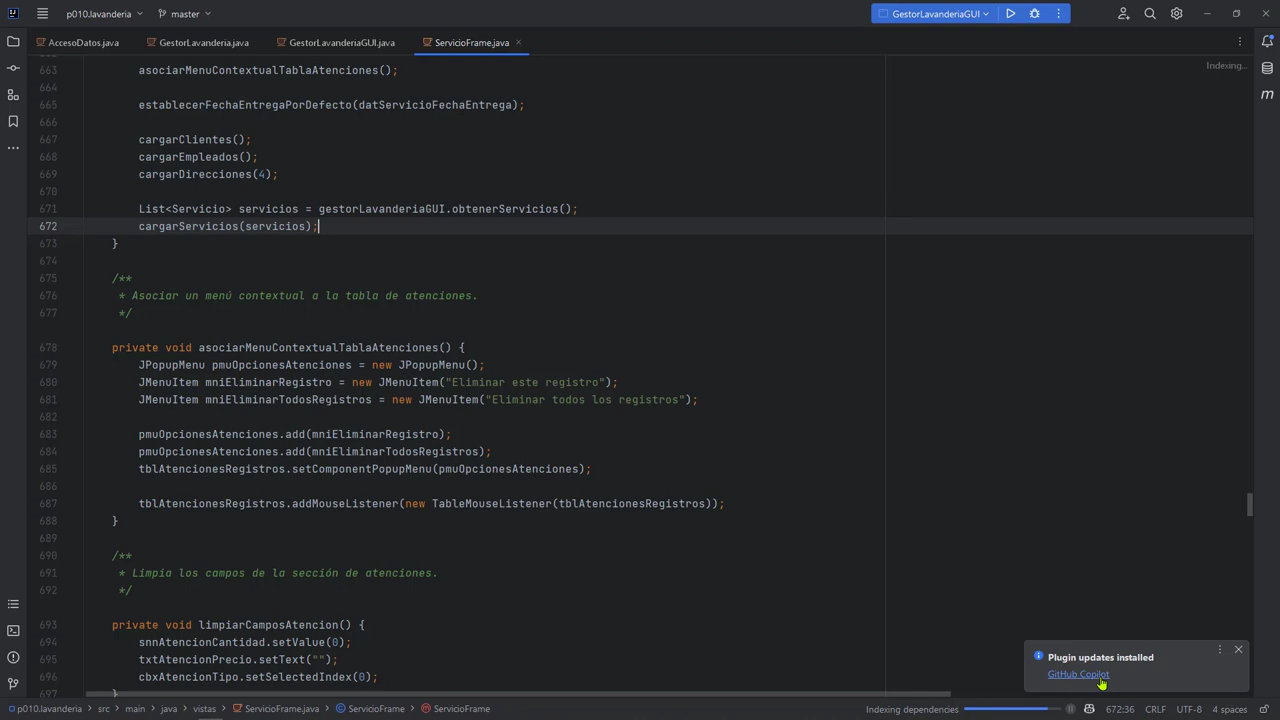 p010.lavanderia master GestorLavanderiaGUI
AccesoDatos.java GestorLavanderia.java GestorLavanderiaGUI.java ServicioFrame.java
Indexing...
663 asociarMenuContextualTablaAtenciones();
664
665 establecerFechaEntregaPorDefecto(datServicioFechaEntrega);
666
667 cargarClientes();
668 cargarEmpleados();
669 cargarDirecciones(4);
670
671 List<Servicio> servicios = gestorLavanderiaGUI.obtenerServicios();
672 cargarServicios(servicios);
673 }
674
675 /**
676 * Asociar un menú contextual a la tabla de atenciones.
677 */
678 private void asociarMenuContextualTablaAtenciones() {
679 JPopupMenu pmuOpcionesAtenciones = new JPopupMenu();
680 JMenuItem mniEliminarRegistro = new JMenuItem("Eliminar este registro");
681 JMenuItem mniEliminarTodosRegistros = new JMenuItem("Eliminar todos los registros");
682
683 pmuOpcionesAtenciones.add(mniEliminarRegistro);
684 pmuOpcionesAtenciones.add(mniEliminarTodosRegistros);
685 tblAtencionesRegistros.setComponentPopupMenu(pmuOpcionesAtenciones);
686
687 tblAtencionesRegistros.addMouseListener(new TableMouseListener(tblAtencionesRegistros));
688 }
689
690 /**
691 * Limpia los campos de la sección de atenciones.
692 */
693 private void limpiarCamposAtencion() {
694 snnAtencionCantidad.setValue(0);
695 txtAtencionPrecio.setText("");
696 cbxAtencionTipo.setSelectedIndex(0);
697 }
Plugin updates installed
GitHub Copilot
p010.lavanderia > src > main > java > vistas > ServicioFrame.java > ServicioFrame > ServicioFrame
Indexing dependencies 672:36 CRLF UTF-8 4 spaces